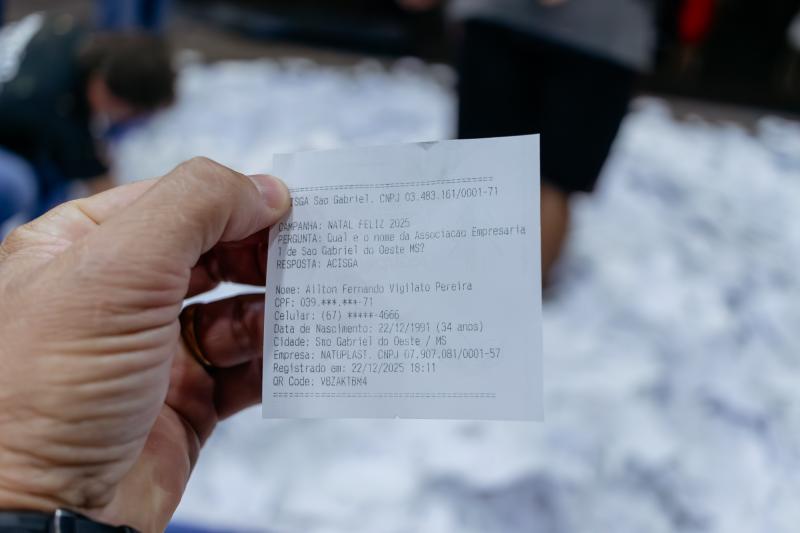 ================================================
ISGA Sao Gabriel. CNPJ 03.483.161/0001-71
CAMPANHA: NATAL FELIZ 2025
PERGUNTA: Qual e o nome da Associacao Empresaria
l de Sao Gabriel do Oeste MS?
RESPOSTA: ACISGA
Nome: Ailton Fernando Vigilato Pereira
CPF: 039.***.***-71
Celular: (67) *****-4666
Data de Nascimento: 22/12/1991 (34 anos)
Cidade: Smo Gabriel do Oeste / MS
Empresa: NATUPLAST. CNPJ 07.907.081/0001-57
Registrado em: 22/12/2025 18:11
QR Code: V8ZAKTBM4
================================================